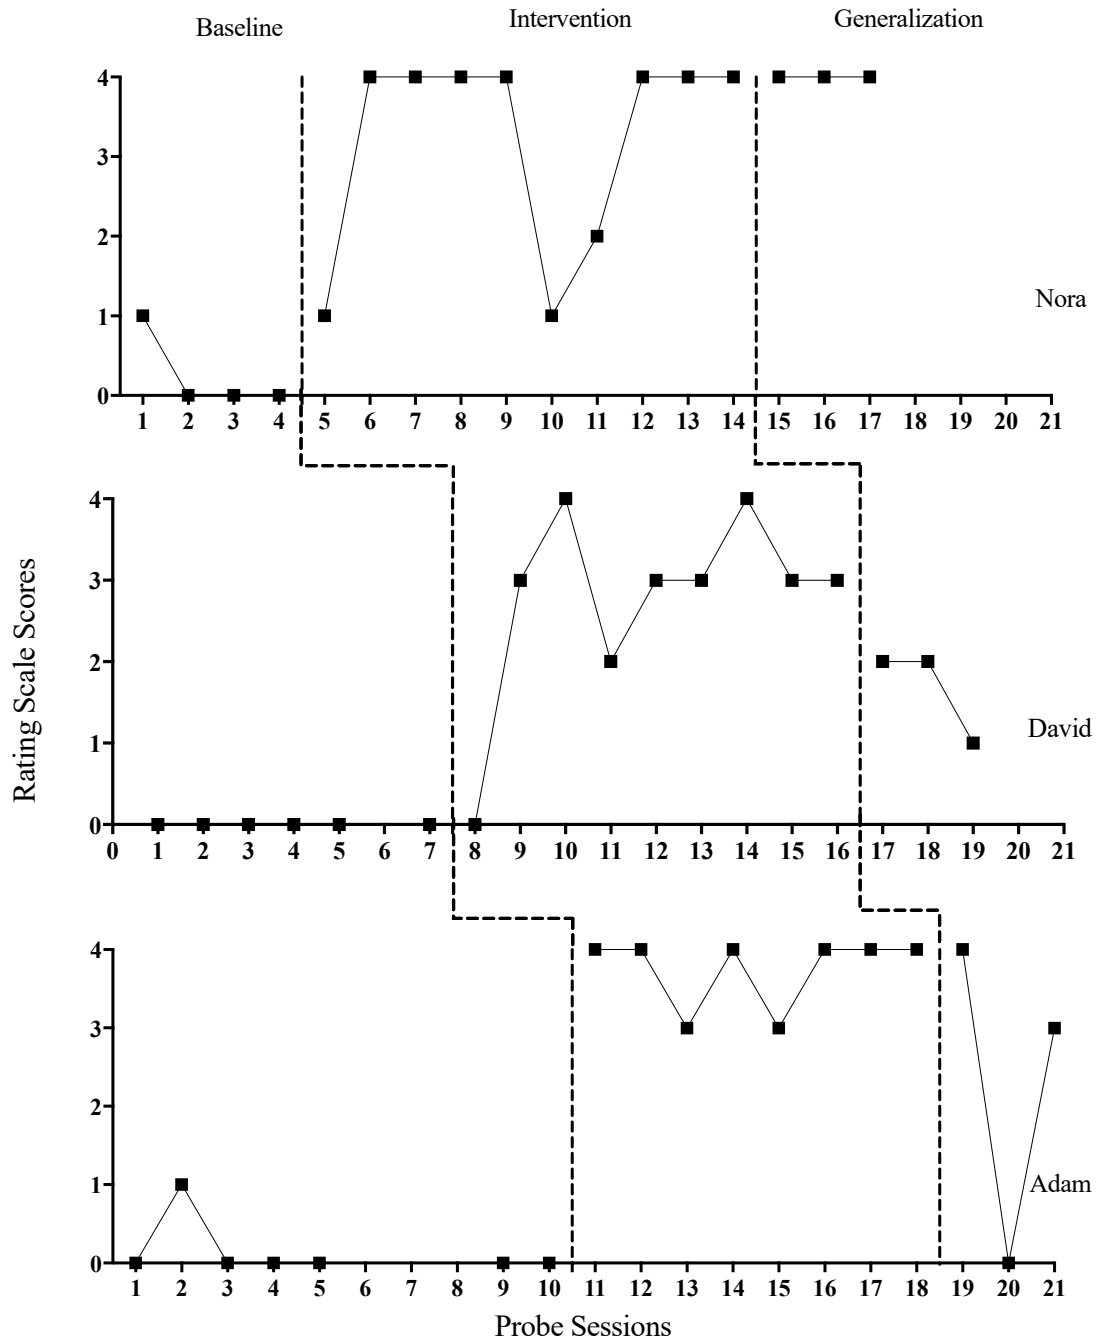 Baseline Intervention Generalization
4
3
2
1
0
Nora
1 2 3 4 5 6 7 8 9 10 11 12 13 14 15 16 17 18 19 20 21
Rating Scale Scores
4
3
2
1
0
David
0 1 2 3 4 5 6 7 8 9 10 11 12 13 14 15 16 17 18 19 20 21
4
3
2
1
0
Adam
1 2 3 4 5 6 7 8 9 10 11 12 13 14 15 16 17 18 19 20 21
Probe Sessions